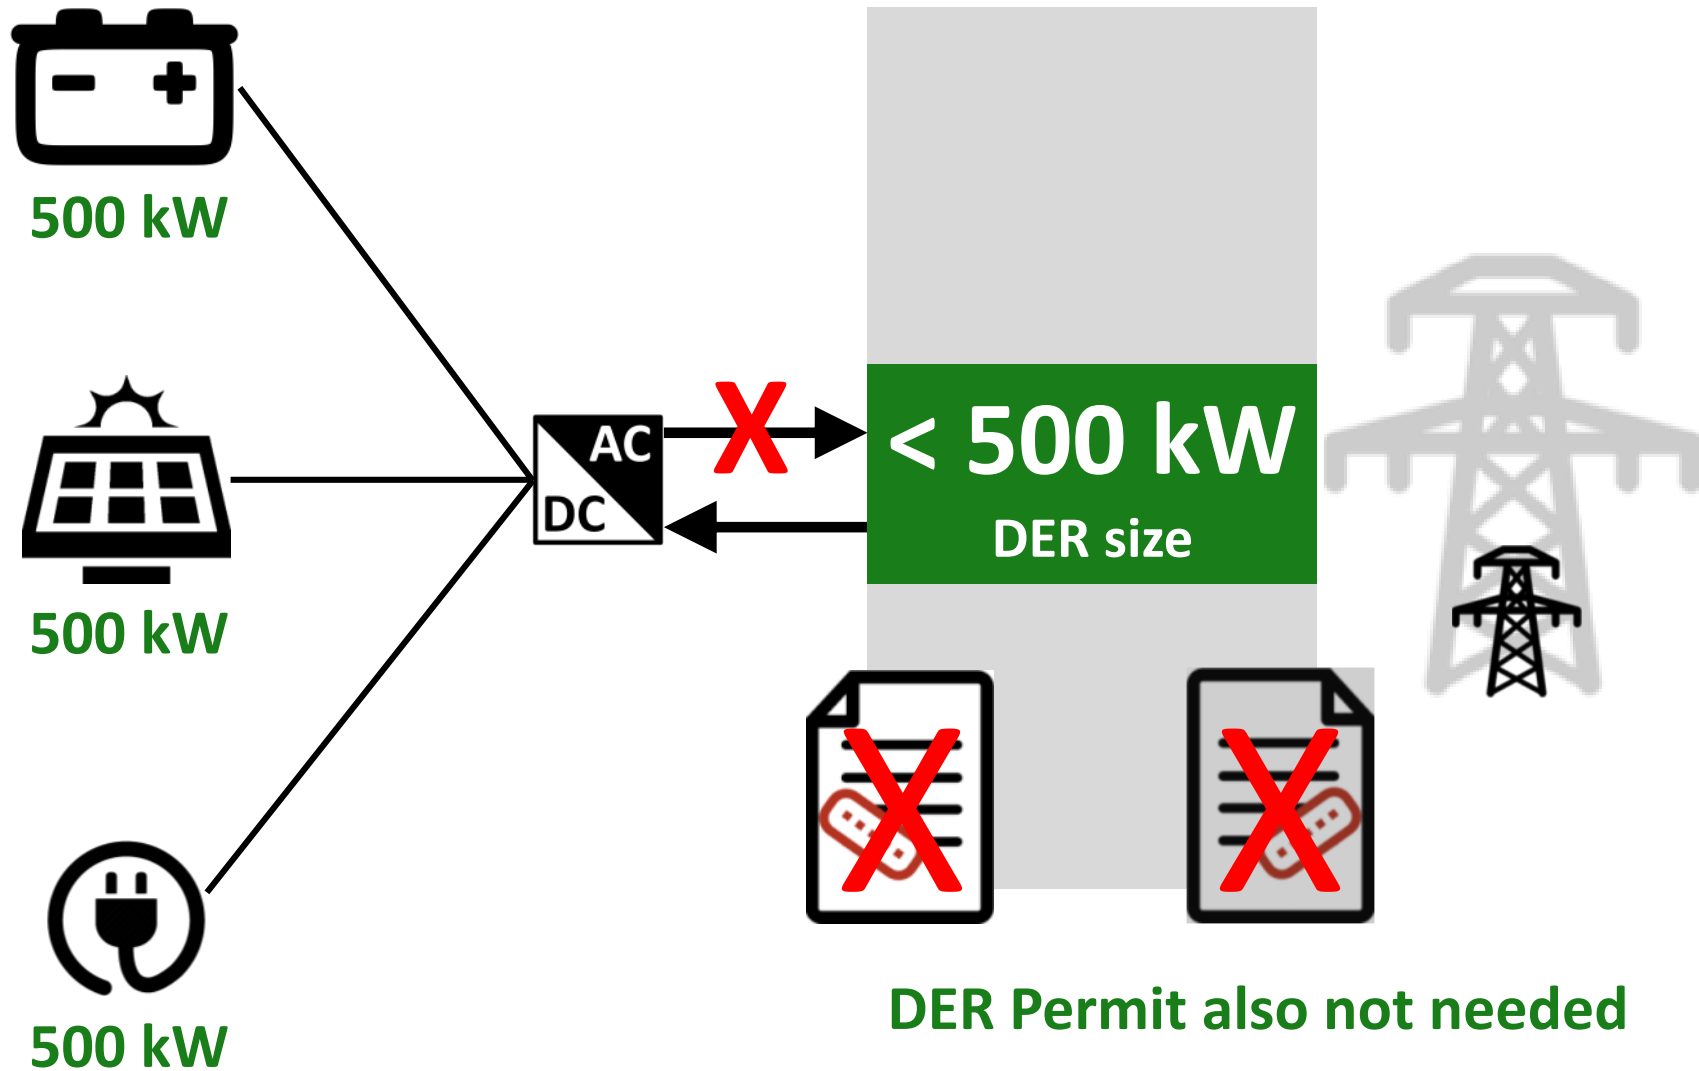 500 kW
500 kW
500 kW
AC
DC
X
< 500 kW
DER size
X
X
DER Permit also not needed